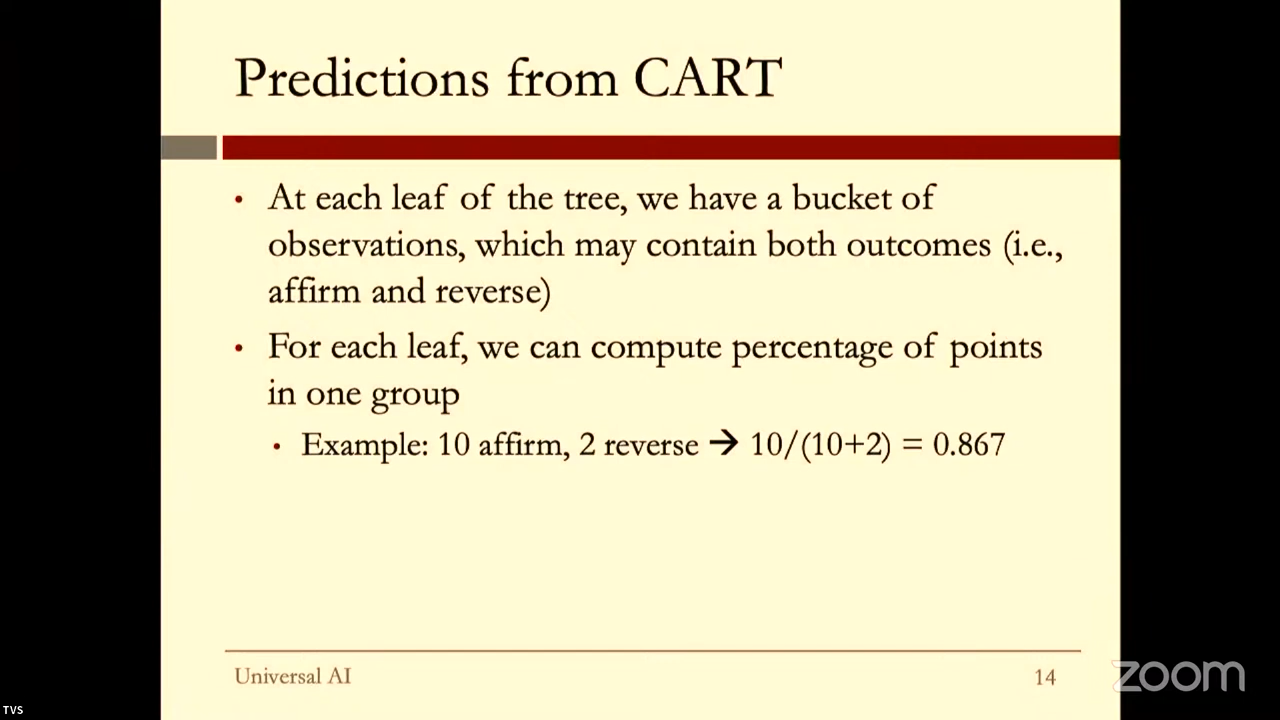 Predictions from CART
• At each leaf of the tree, we have a bucket of
observations, which may contain both outcomes (i.e.,
affirm and reverse)
• For each leaf, we can compute percentage of points
in one group
• Example: 10 affirm, 2 reverse → 10/(10+2) = 0.867
Universal AI
14
zoom
TVS